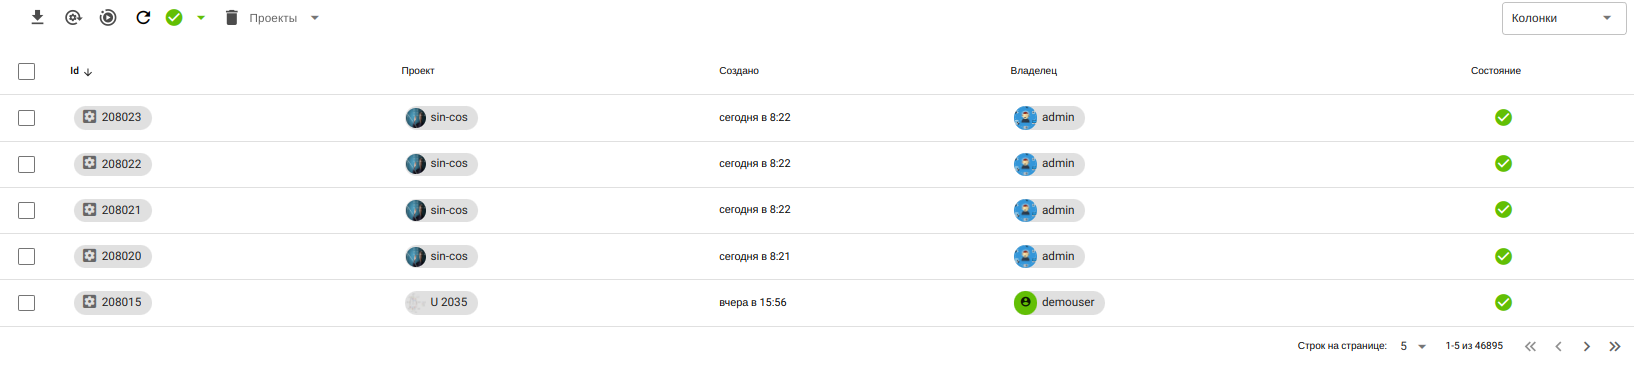 Проекты
Колонки
Id Проект Создано Владелец Состояние
208023 sin-cos сегодня в 8:22 admin
208022 sin-cos сегодня в 8:22 admin
208021 sin-cos сегодня в 8:22 admin
208020 sin-cos сегодня в 8:21 admin
208015 U 2035 вчера в 15:56 demouser
Строк на странице: 5 1-5 из 46895